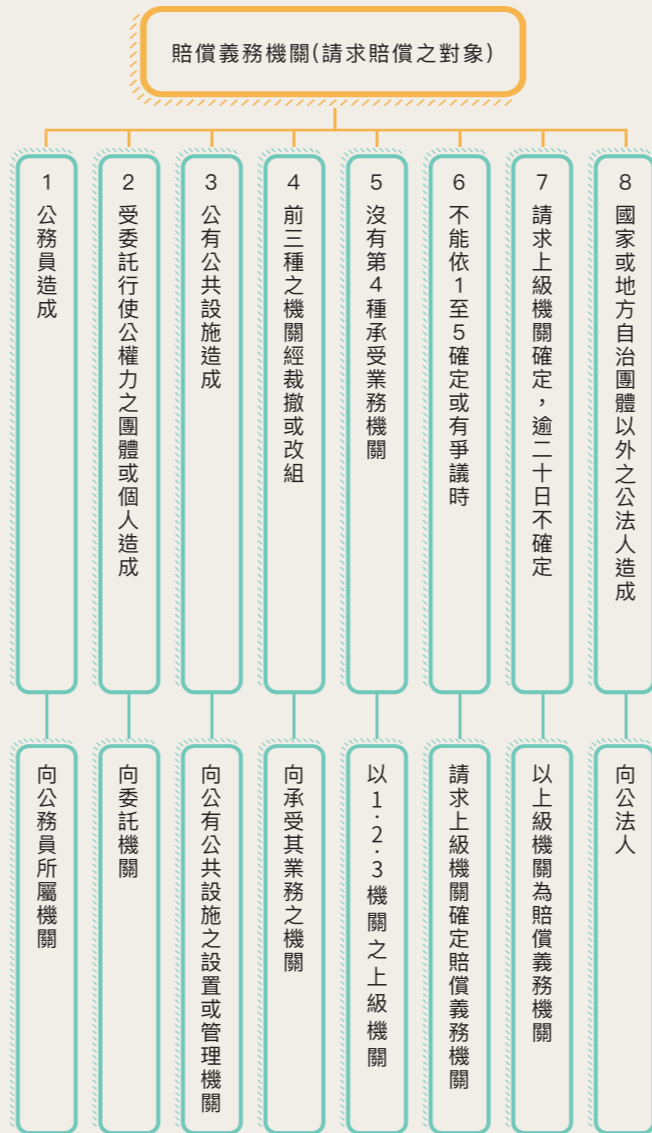 賠償義務機關(請求賠償之對象)
1 公務員造成
向公務員所屬機關
2 受委託行使公權力之團體或個人造成
向委託機關
3 公有公共設施造成
向公有公共設施之設置或管理機關
4 前三種之機關經裁撤或改組
向承受其業務之機關
5 沒有第4種承受業務機關
以1·2·3機關之上級機關
6 不能依1至5確定或有爭議時
請求上級機關確定賠償義務機關
7 請求上級機關確定，逾二十日不確定
以上級機關為賠償義務機關
8 國家或地方自治團體以外之公法人造成
向公法人